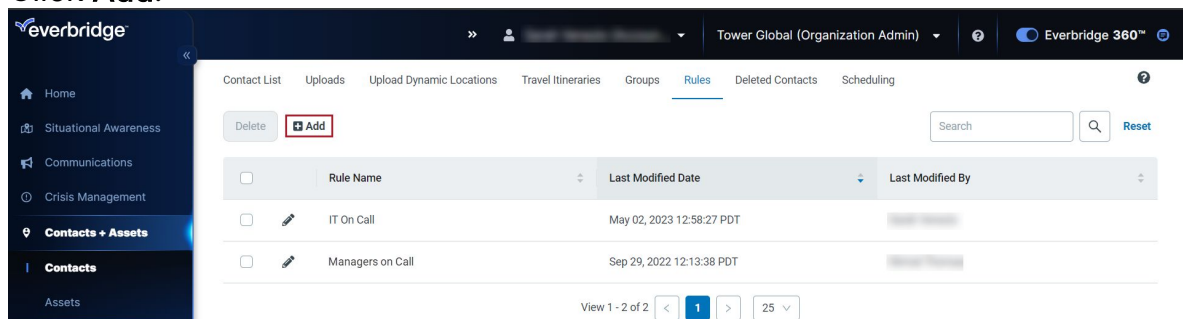 Click Add.
everbridge
»
Tower Global (Organization Admin)
Everbridge 360™
«
Home
Situational Awareness
Communications
Crisis Management
Contacts + Assets
Contacts
Assets
Contact List Uploads Upload Dynamic Locations Travel Itineraries Groups Rules Deleted Contacts Scheduling
Delete Add Search Reset
Rule Name Last Modified Date Last Modified By
IT On Call May 02, 2023 12:58:27 PDT
Managers on Call Sep 29, 2022 12:13:38 PDT
View 1 - 2 of 2 < 1 > 25